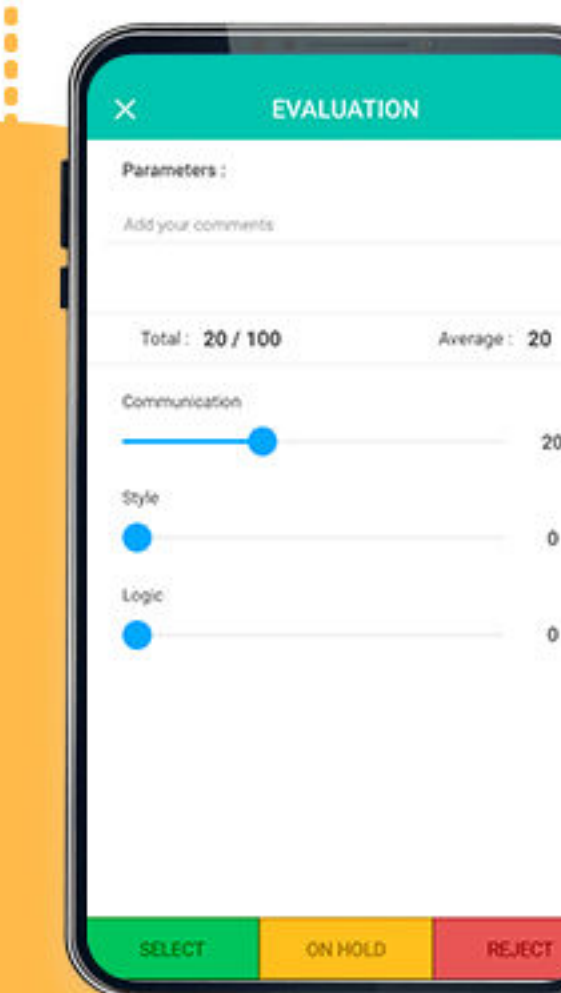 EVALUATION
Parameters :
Add your comments
Total : 20 / 100 Average : 20
Communication
20
Style
0
Logic
0
SELECT ON HOLD REJECT